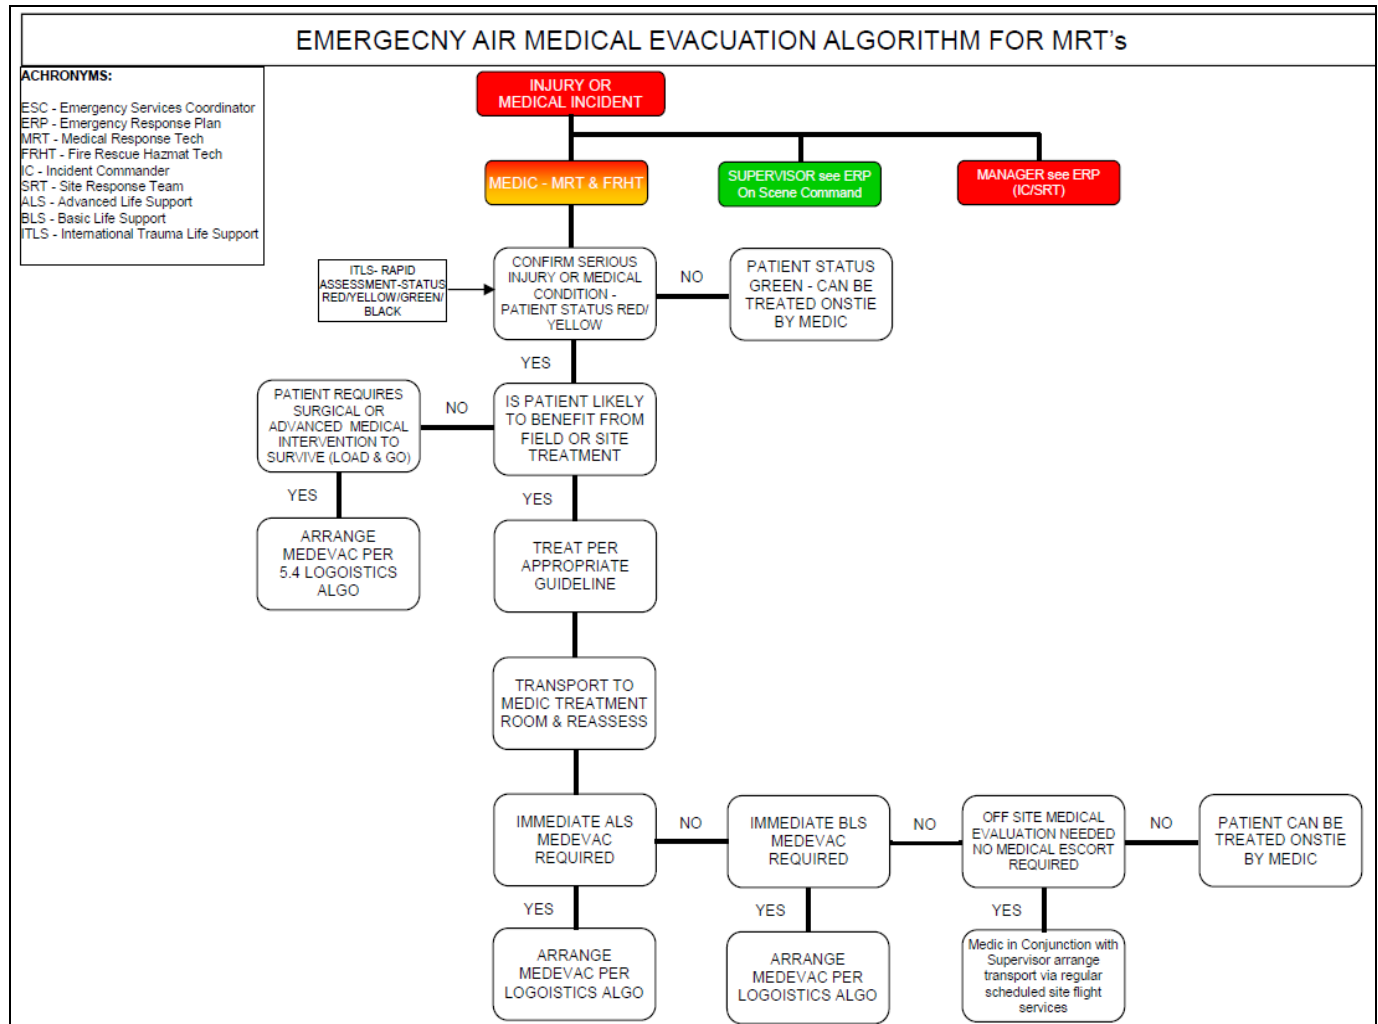 EMERGECNY AIR MEDICAL EVACUATION ALGORITHM FOR MRT's
ACHRONYMS:
ESC - Emergency Services Coordinator
ERP - Emergency Response Plan
MRT - Medical Response Tech
FRHT - Fire Rescue Hazmat Tech
IC - Incident Commander
SRT - Site Response Team
ALS - Advanced Life Support
BLS - Basic Life Support
ITLS - International Trauma Life Support
INJURY OR
MEDICAL INCIDENT
MEDIC - MRT & FRHT
SUPERVISOR see ERP
On Scene Command
MANAGER see ERP
(IC/SRT)
ITLS- RAPID
ASSESSMENT-STATUS
RED/YELLOW/GREEN/
BLACK
CONFIRM SERIOUS
INJURY OR MEDICAL
CONDITION -
PATIENT STATUS RED/
YELLOW
NO
PATIENT STATUS
GREEN - CAN BE
TREATED ONSTIE
BY MEDIC
YES
PATIENT REQUIRES
SURGICAL OR
ADVANCED MEDICAL
INTERVENTION TO
SURVIVE (LOAD & GO)
NO
IS PATIENT LIKELY
TO BENEFIT FROM
FIELD OR SITE
TREATMENT
YES
YES
ARRANGE
MEDEVAC PER
5.4 LOGOISTICS
ALGO
TREAT PER
APPROPRIATE
GUIDELINE
TRANSPORT TO
MEDIC TREATMENT
ROOM & REASSESS
IMMEDIATE ALS
MEDEVAC
REQUIRED
NO
IMMEDIATE BLS
MEDEVAC
REQUIRED
NO
OFF SITE MEDICAL
EVALUATION NEEDED
NO MEDICAL ESCORT
REQUIRED
NO
PATIENT CAN BE
TREATED ONSTIE
BY MEDIC
YES
YES
YES
ARRANGE
MEDEVAC PER
LOGOISTICS ALGO
ARRANGE
MEDEVAC PER
LOGOISTICS ALGO
Medic in Conjunction with
Supervisor arrange
transport via regular
scheduled site flight
services